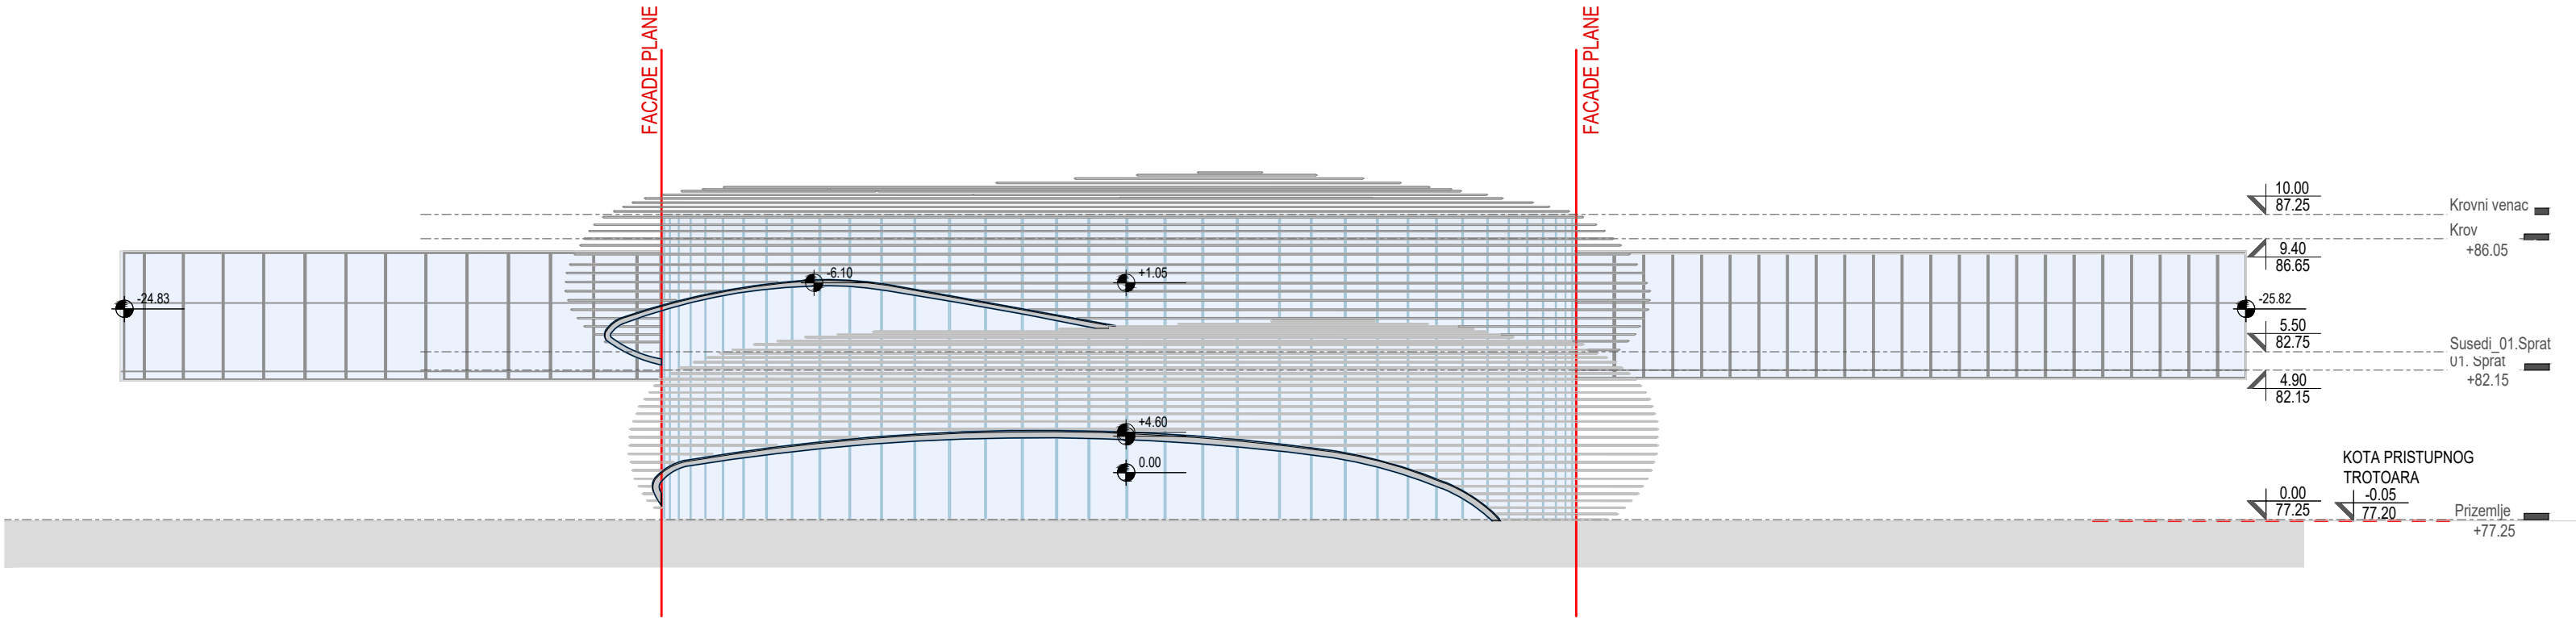 FACADE PLANE
FACADE PLANE
10.00
87.25
Krovni venac
Krov
+86.05
9.40
86.65
-24.83
-6.10
+1.05
-25.82
5.50
82.75
Susedi_01.Sprat
01. Sprat
+82.15
4.90
82.15
+4.60
0.00
KOTA PRISTUPNOG
TROTOARA
0.00
77.25
-0.05
77.20
Prizemlje
+77.25